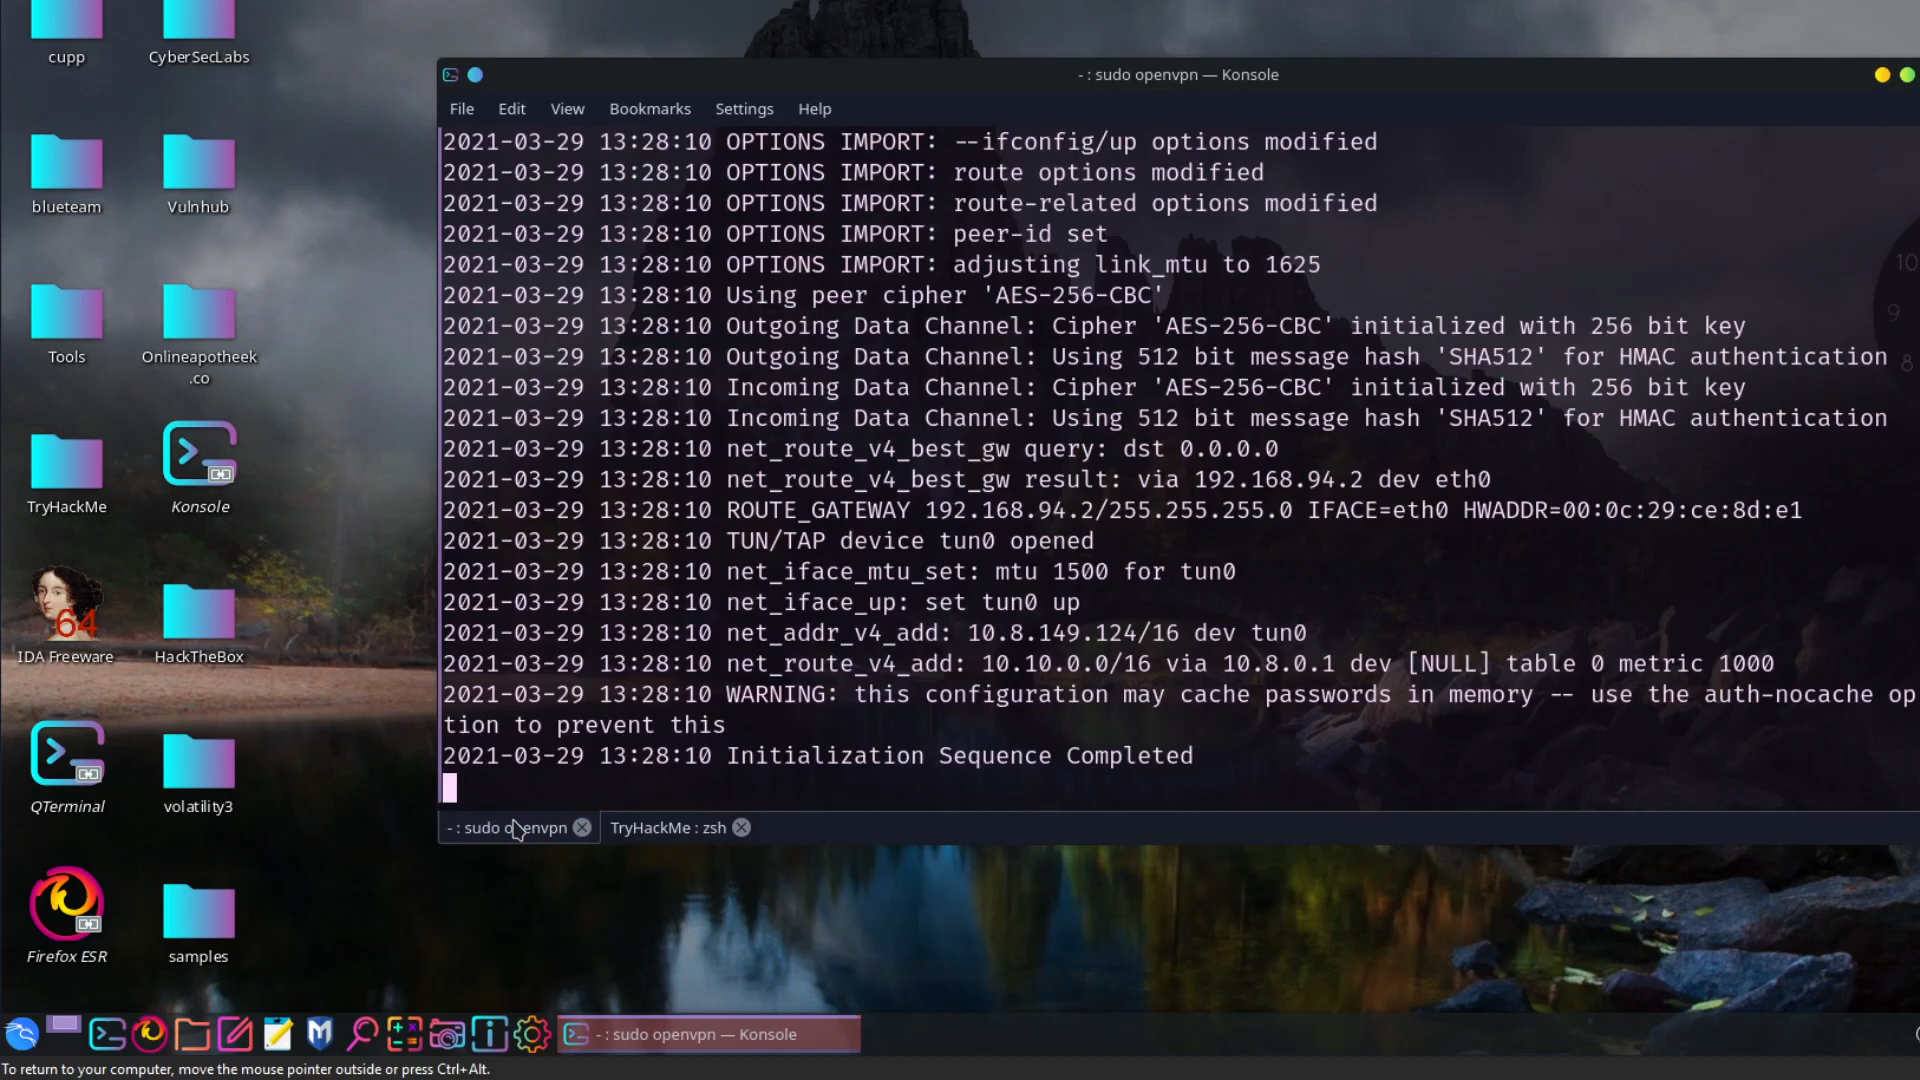 cupp
CyberSecLabs
blueteam
Vulnhub
Tools
Onlineapotheek
.co
TryHackMe
Konsole
64
IDA Freeware
HackTheBox
QTerminal
volatility3
Firefox ESR
samples
- : sudo openvpn — Konsole
File Edit View Bookmarks Settings Help
2021-03-29 13:28:10 OPTIONS IMPORT: --ifconfig/up options modified
2021-03-29 13:28:10 OPTIONS IMPORT: route options modified
2021-03-29 13:28:10 OPTIONS IMPORT: route-related options modified
2021-03-29 13:28:10 OPTIONS IMPORT: peer-id set
2021-03-29 13:28:10 OPTIONS IMPORT: adjusting link_mtu to 1625
2021-03-29 13:28:10 Using peer cipher 'AES-256-CBC'
2021-03-29 13:28:10 Outgoing Data Channel: Cipher 'AES-256-CBC' initialized with 256 bit key
2021-03-29 13:28:10 Outgoing Data Channel: Using 512 bit message hash 'SHA512' for HMAC authentication
2021-03-29 13:28:10 Incoming Data Channel: Cipher 'AES-256-CBC' initialized with 256 bit key
2021-03-29 13:28:10 Incoming Data Channel: Using 512 bit message hash 'SHA512' for HMAC authentication
2021-03-29 13:28:10 net_route_v4_best_gw query: dst 0.0.0.0
2021-03-29 13:28:10 net_route_v4_best_gw result: via 192.168.94.2 dev eth0
2021-03-29 13:28:10 ROUTE_GATEWAY 192.168.94.2/255.255.255.0 IFACE=eth0 HWADDR=00:0c:29:ce:8d:e1
2021-03-29 13:28:10 TUN/TAP device tun0 opened
2021-03-29 13:28:10 net_iface_mtu_set: mtu 1500 for tun0
2021-03-29 13:28:10 net_iface_up: set tun0 up
2021-03-29 13:28:10 net_addr_v4_add: 10.8.149.124/16 dev tun0
2021-03-29 13:28:10 net_route_v4_add: 10.10.0.0/16 via 10.8.0.1 dev [NULL] table 0 metric 1000
2021-03-29 13:28:10 WARNING: this configuration may cache passwords in memory -- use the auth-nocache op
tion to prevent this
2021-03-29 13:28:10 Initialization Sequence Completed
10
9
8
- : sudo openvpn
TryHackMe : zsh
- : sudo openvpn — Konsole
To return to your computer, move the mouse pointer outside or press Ctrl+Alt.